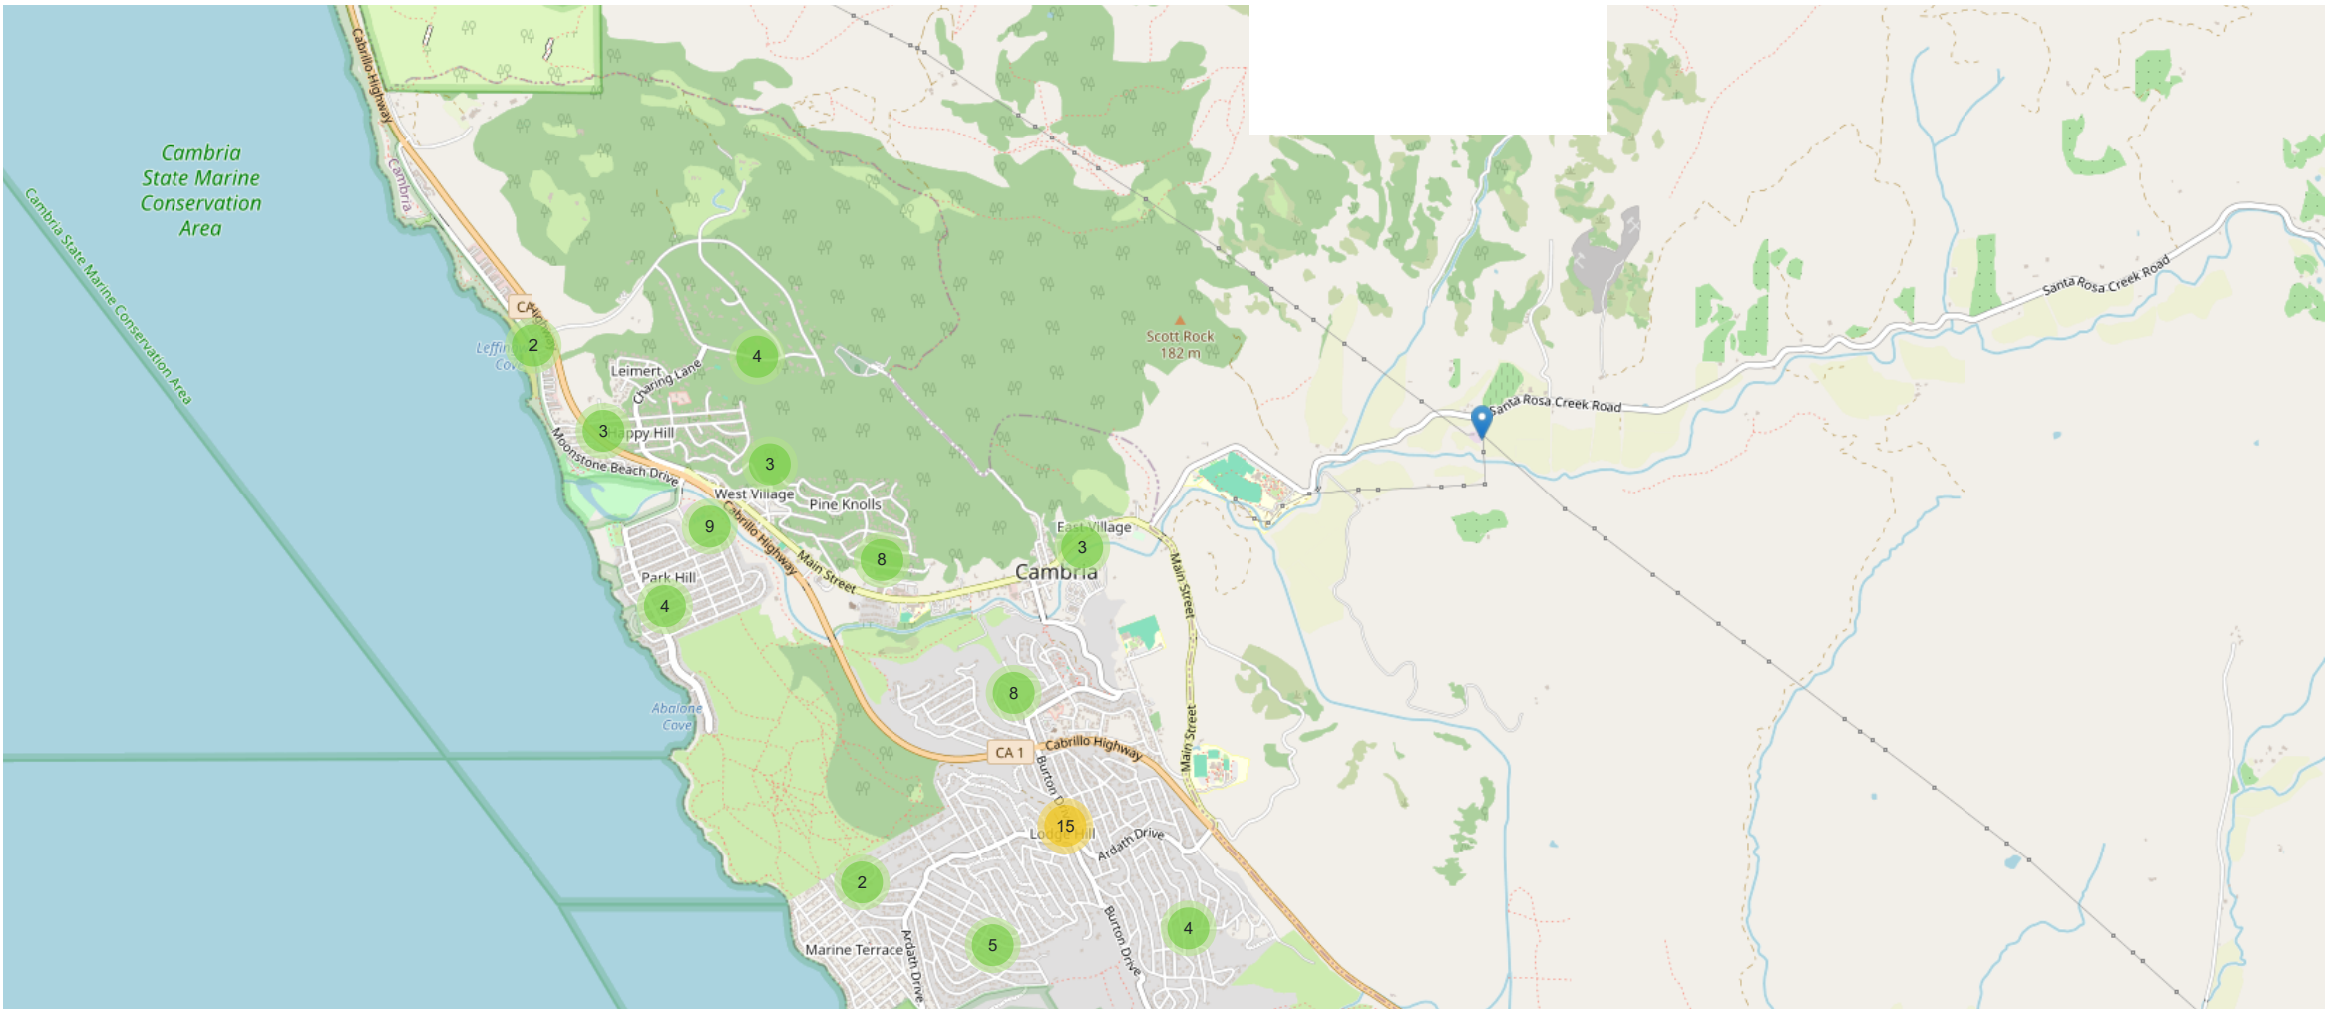 Cabrillo Highway
Cambria
State Marine
Conservation
Area
Cambria
Cambria State Marine Conservation Area
CA
Highway
2
Leffin
Cov
4
Scott Rock
182 m
Santa Rosa Creek Road
Leimert
Charing Lane
Santa Rosa Creek Road
3
Happy Hill
Moonstone Beach Drive
3
West Village
Pine Knolls
9
Cabrillo Highway
East Village
3
8
Main Street
Cambria
Main Street
Park Hill
4
8
Abalone
Cove
Main Street
CA 1
Cabrillo Highway
Burton D
15
Lodge Hill
Ardath Drive
2
4
5
Marine Terrace
Ardath Drive
Burton Drive